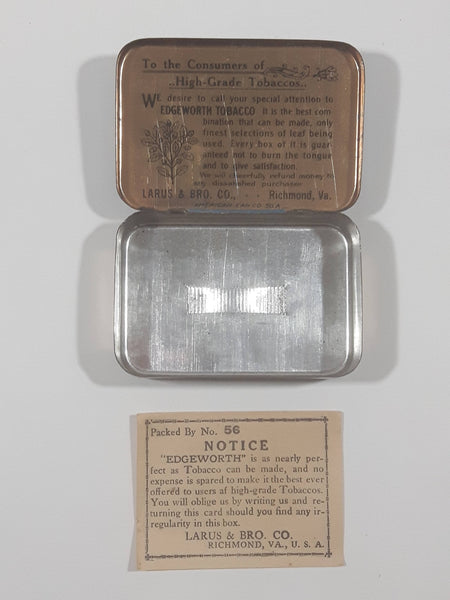 To the Consumers of
..High-Grade Tobaccos..
WE desire to call your special attention to
EDGEWORTH TOBACCO It is the best com-
bination that can be made, only
finest selections of leaf being
used. Every box of it is guar-
anteed not to burn the tongue
and to give satisfaction.
We will cheerfully refund money to
any dissatisfied purchaser.
LARUS & BRO. CO., · · Richmond, Va.
AMERICAN CAN CO. 50 A
Packed By No. 56
NOTICE
"EDGEWORTH" is as nearly per-
fect as Tobacco can be made, and no
expense is spared to make it the best ever
offered to users af high-grade Tobaccos.
You will oblige us by writing us and re-
turning this card should you find any ir-
regularity in this box.
LARUS & BRO. CO.
RICHMOND, VA., U. S. A.